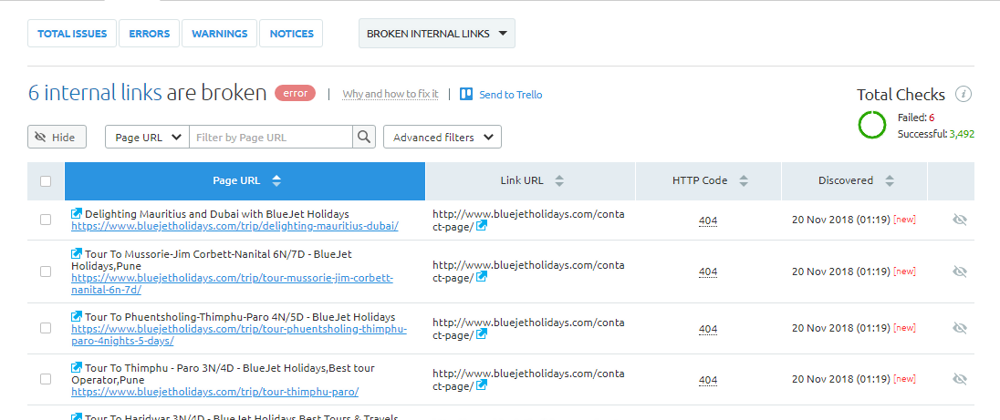 TOTAL ISSUES ERRORS WARNINGS NOTICES BROKEN INTERNAL LINKS
6 internal links are broken error | Why and how to fix it | Send to Trello
Total Checks i
Failed: 6
Successful: 3,492
Hide Page URL Filter by Page URL Advanced filters
Page URL Link URL HTTP Code Discovered
Delighting Mauritius and Dubai with BlueJet Holidays
https://www.bluejetholidays.com/trip/delighting-mauritius-dubai/
http://www.bluejetholidays.com/conta
ct-page/
404
20 Nov 2018 (01:19) [new]
Tour To Mussorie-Jim Corbett-Nanital 6N/7D - BlueJet
Holidays,Pune
https://www.bluejetholidays.com/trip/tour-mussorie-jim-corbett-
nanital-6n-7d/
http://www.bluejetholidays.com/conta
ct-page/
404
20 Nov 2018 (01:19) [new]
Tour To Phuentsholing-Thimphu-Paro 4N/5D - BlueJet Holidays
https://www.bluejetholidays.com/trip/tour-phuentsholing-thimphu-
paro-4nights-5-days/
http://www.bluejetholidays.com/conta
ct-page/
404
20 Nov 2018 (01:19) [new]
Tour To Thimphu - Paro 3N/4D - BlueJet Holidays,Best tour
Operator,Pune
https://www.bluejetholidays.com/trip/tour-thimphu-paro/
http://www.bluejetholidays.com/conta
ct-page/
404
20 Nov 2018 (01:19) [new]
Tour To Haridwar 3N/4D - BlueJet Holidays,Best Tours & Travels